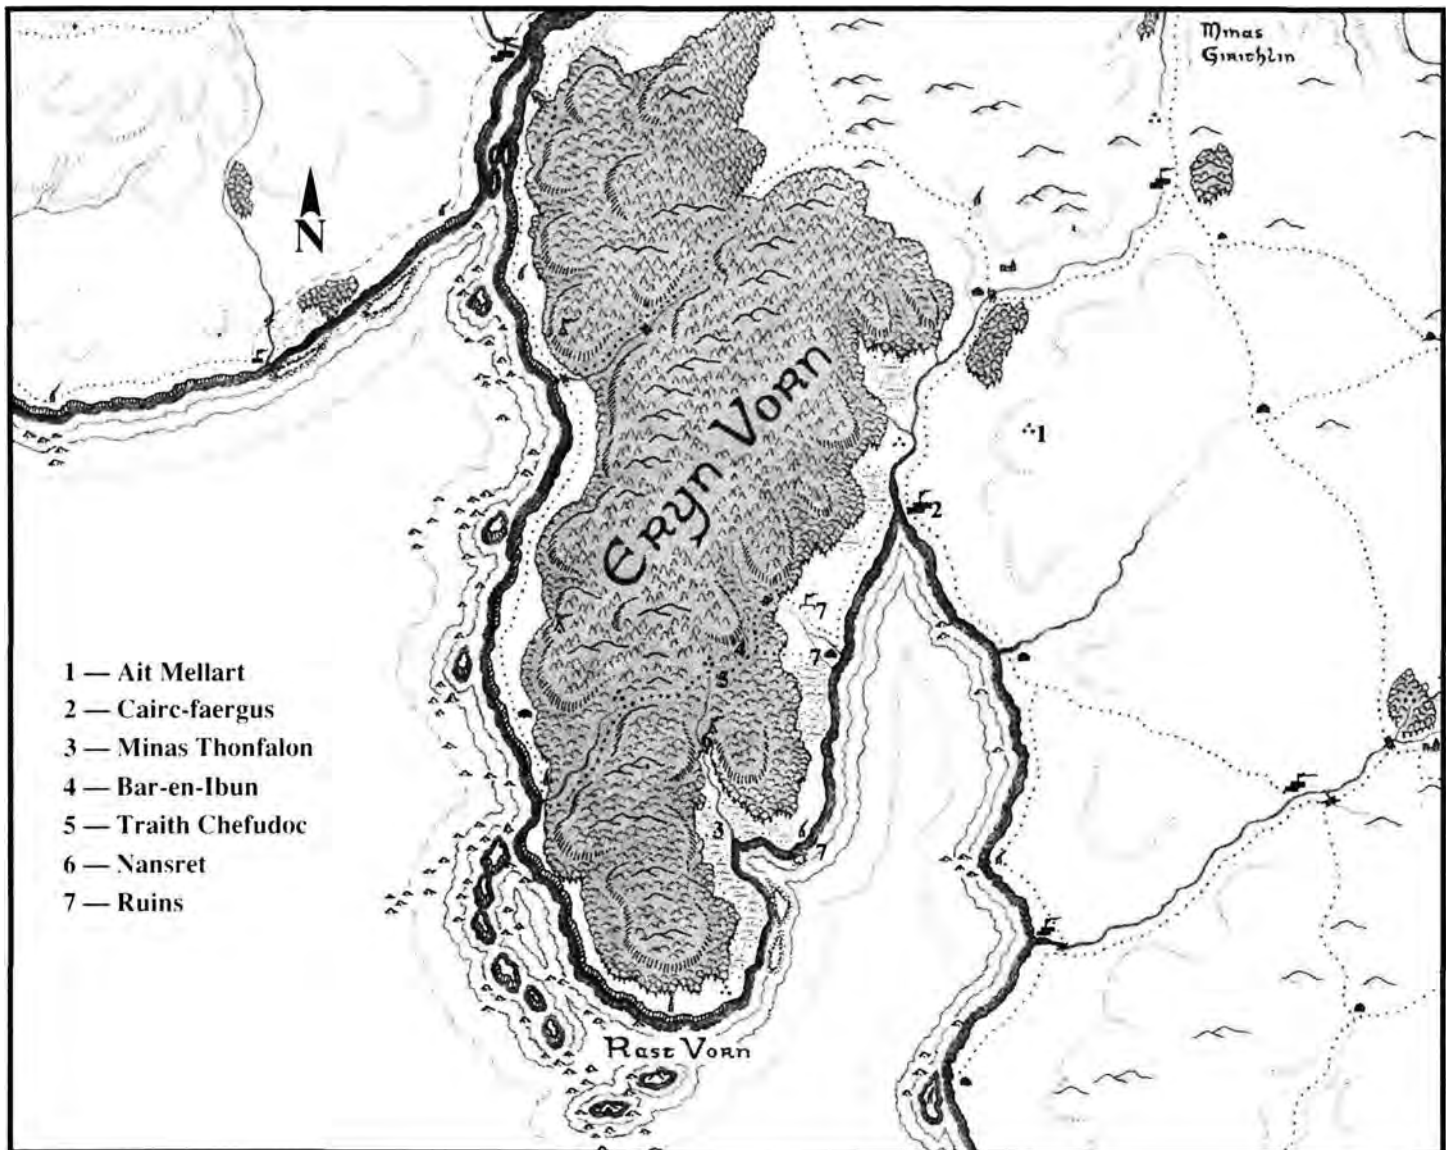 Minas
Girithlin
N
Eryn Vorn
1
2
7
4
7
5
6
3
7
1 — Ait Mellart
2 — Cairc-faergus
3 — Minas Thonfalon
4 — Bar-en-Ibun
5 — Traith Chefudoc
6 — Nansret
7 — Ruins
Rast Vorn